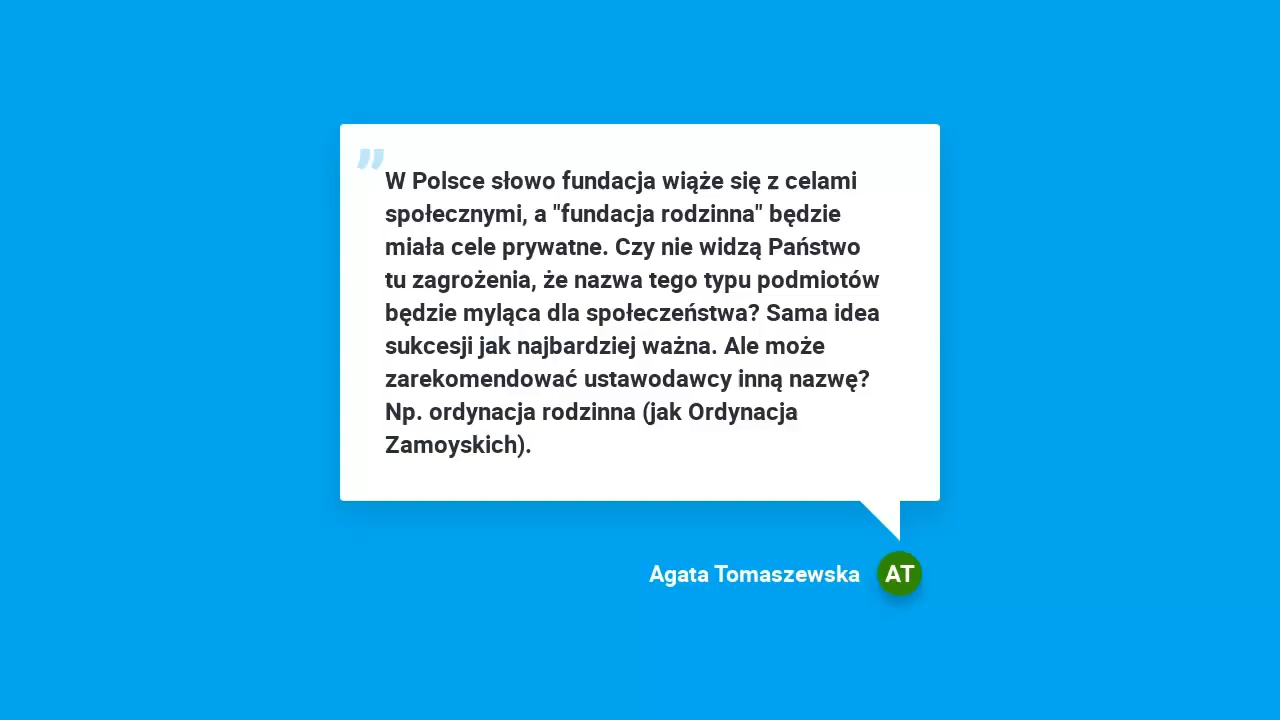 W Polsce słowo fundacja wiąże się z celami
społecznymi, a "fundacja rodzinna" będzie
miała cele prywatne. Czy nie widzą Państwo
tu zagrożenia, że nazwa tego typu podmiotów
będzie myląca dla społeczeństwa? Sama idea
sukcesji jak najbardziej ważna. Ale może
zarekomendować ustawodawcy inną nazwę?
Np. ordynacja rodzinna (jak Ordynacja
Zamoyskich).
Agata Tomaszewska AT